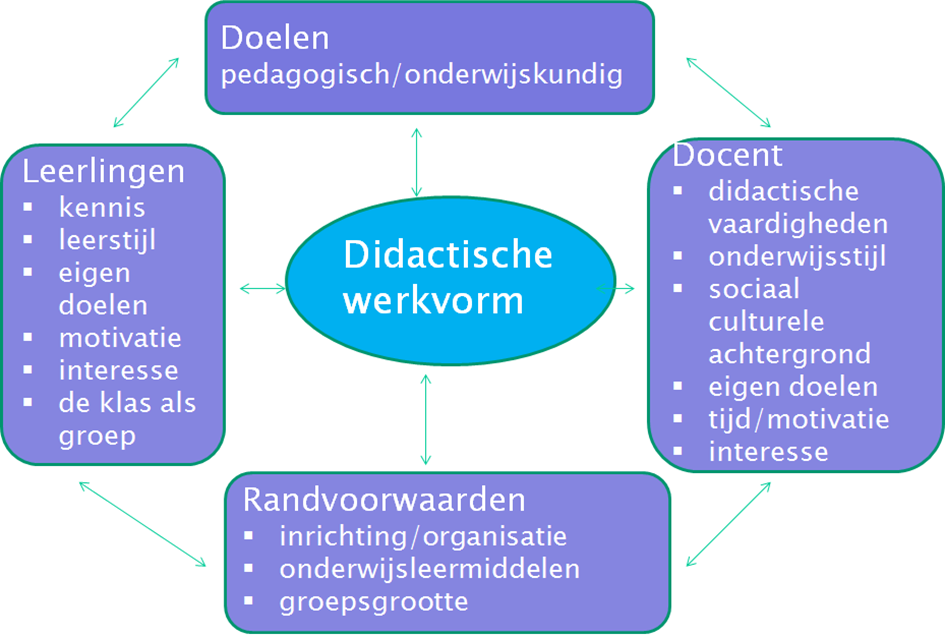 Doelen
pedagogisch/onderwijskundig
Leerlingen
▪ kennis
▪ leerstijl
▪ eigen
doelen
▪ motivatie
▪ interesse
▪ de klas als
groep
Didactische
werkvorm
Docent
▪ didactische
vaardigheden
▪ onderwijsstijl
▪ sociaal
culturele
achtergrond
▪ eigen doelen
▪ tijd/motivatie
▪ interesse
Randvoorwaarden
▪ inrichting/organisatie
▪ onderwijsleermiddelen
▪ groepsgrootte